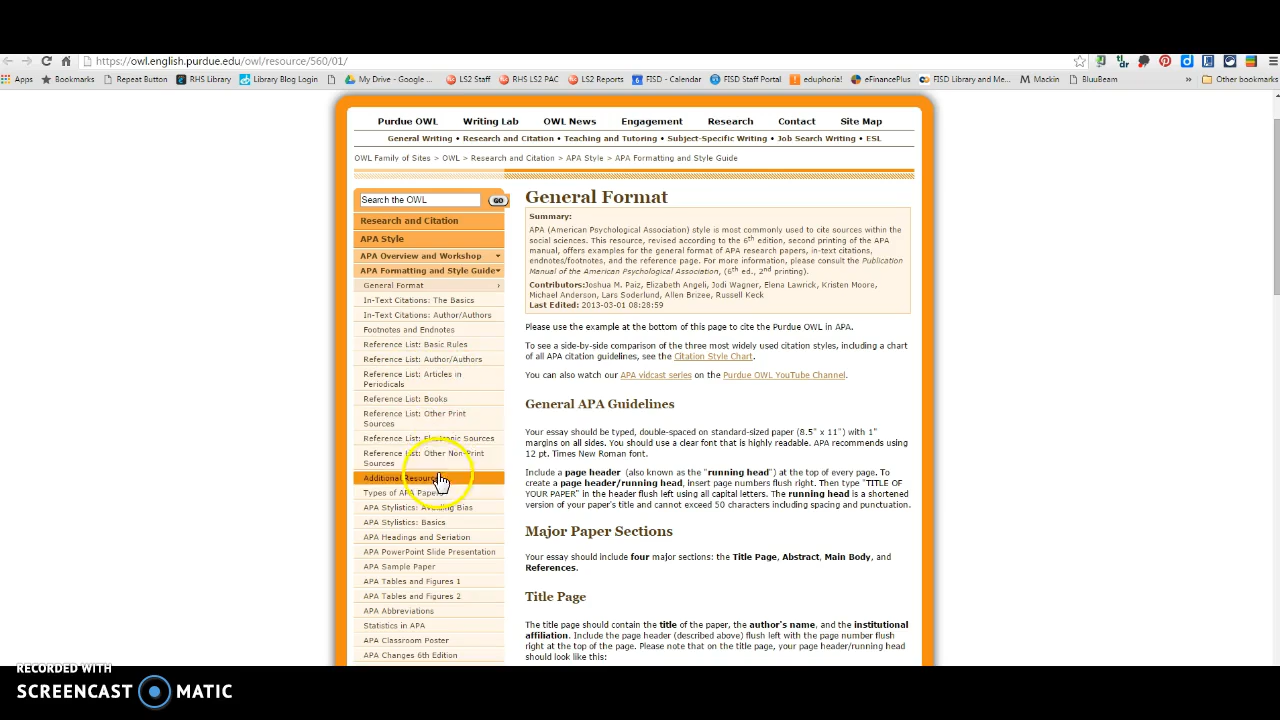 https://owl.english.purdue.edu/owl/resource/560/01/
Apps Bookmarks Repeat Button RHS Library Library Blog Login My Drive - Google ... LS2 Staff RHS LS2 PAC LS2 Reports FISD - Calendar FISD Staff Portal eduphoria! eFinancePlus FISD Library and Me... Mackin BluuBeam » Other bookmarks
Purdue OWL Writing Lab OWL News Engagement Research Contact Site Map
General Writing • Research and Citation • Teaching and Tutoring • Subject-Specific Writing • Job Search Writing • ESL
OWL Family of Sites > OWL > Research and Citation > APA Style > APA Formatting and Style Guide
Search the OWL GO
Research and Citation
APA Style
APA Overview and Workshop
APA Formatting and Style Guide
General Format
In-Text Citations: The Basics
In-Text Citations: Author/Authors
Footnotes and Endnotes
Reference List: Basic Rules
Reference List: Author/Authors
Reference List: Articles in
Periodicals
Reference List: Books
Reference List: Other Print
Sources
Reference List: Electronic Sources
Reference List: Other Non-Print
Sources
Additional Resources
Types of APA Papers
APA Stylistics: Avoiding Bias
APA Stylistics: Basics
APA Headings and Seriation
APA PowerPoint Slide Presentation
APA Sample Paper
APA Tables and Figures 1
APA Tables and Figures 2
APA Abbreviations
Statistics in APA
APA Classroom Poster
APA Changes 6th Edition
General Format
Summary:
APA (American Psychological Association) style is most commonly used to cite sources within the
social sciences. This resource, revised according to the 6th edition, second printing of the APA
manual, offers examples for the general format of APA research papers, in-text citations,
endnotes/footnotes, and the reference page. For more information, please consult the Publication
Manual of the American Psychological Association, (6th ed., 2nd printing).
Contributors:Joshua M. Paiz, Elizabeth Angeli, Jodi Wagner, Elena Lawrick, Kristen Moore,
Michael Anderson, Lars Soderlund, Allen Brizee, Russell Keck
Last Edited: 2013-03-01 08:28:59
Please use the example at the bottom of this page to cite the Purdue OWL in APA.
To see a side-by-side comparison of the three most widely used citation styles, including a chart
of all APA citation guidelines, see the Citation Style Chart.
You can also watch our APA vidcast series on the Purdue OWL YouTube Channel.
General APA Guidelines
Your essay should be typed, double-spaced on standard-sized paper (8.5" x 11") with 1"
margins on all sides. You should use a clear font that is highly readable. APA recommends using
12 pt. Times New Roman font.
Include a page header (also known as the "running head") at the top of every page. To
create a page header/running head, insert page numbers flush right. Then type "TITLE OF
YOUR PAPER" in the header flush left using all capital letters. The running head is a shortened
version of your paper's title and cannot exceed 50 characters including spacing and punctuation.
Major Paper Sections
Your essay should include four major sections: the Title Page, Abstract, Main Body, and
References.
Title Page
The title page should contain the title of the paper, the author's name, and the institutional
affiliation. Include the page header (described above) flush left with the page number flush
right at the top of the page. Please note that on the title page, your page header/running head
should look like this:
RECORDED WITH
SCREENCAST MATIC